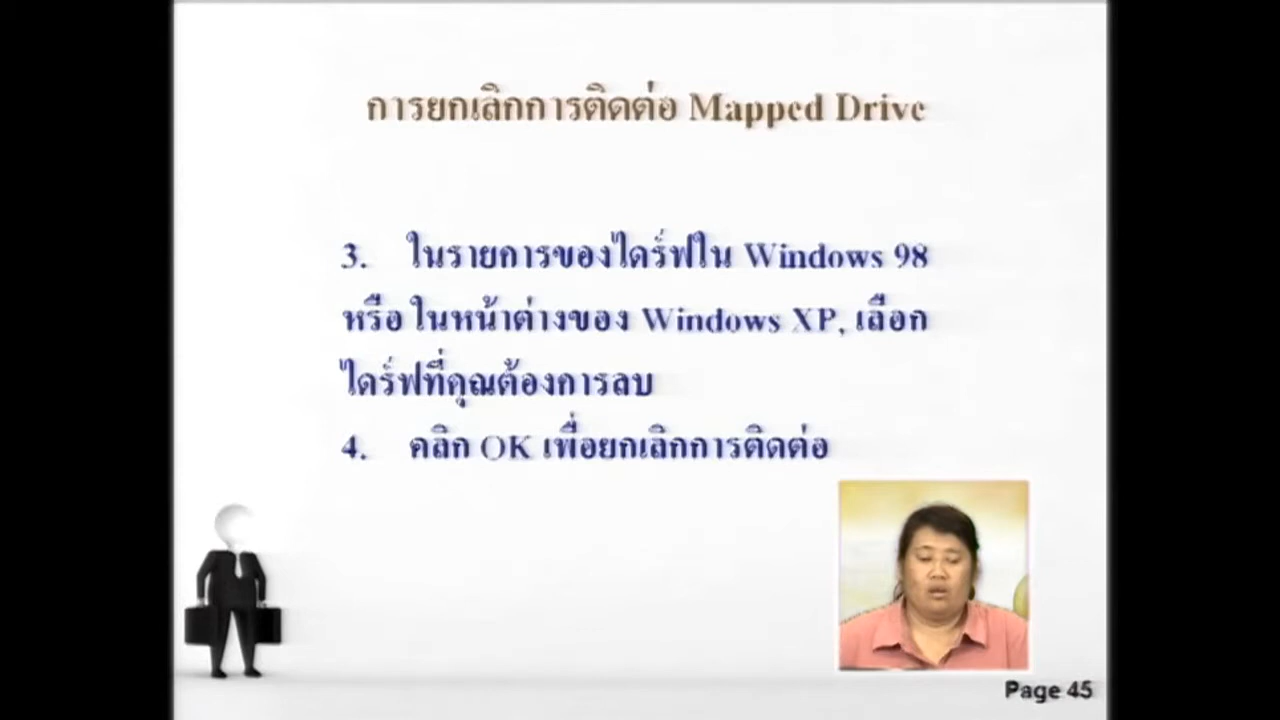 การยกเลิกการติดต่อ Mapped Drive
3. ในรายการของไดร์ฟใน Windows 98
หรือ ในหน้าต่างของ Windows XP, เลือก
ไดร์ฟที่คุณต้องการลบ
4. คลิก OK เพื่อยกเลิกการติดต่อ
Page 45